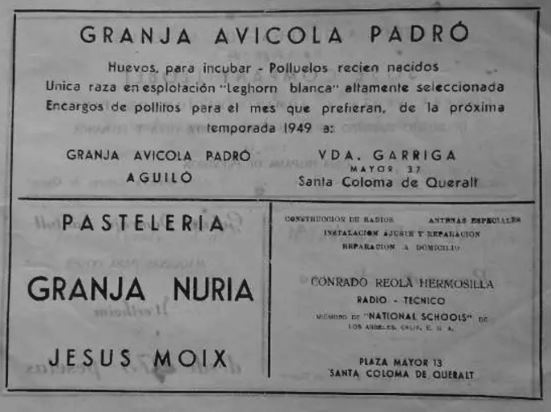 GRANJA AVICOLA PADRÓ
Huevos, para incubar - Polluelos recien nacidos
Unica raza en esplotación "Leghorn blanca" altamente seleccionada
Encargos de pollitos para el mes que prefieran, de la próxima
temporada 1949 a:
GRANJA AVICOLA PADRÓ
AGUILÓ
VDA. GARRIGA
MAYOR 37
Santa Coloma de Queralt
PASTELERIA
GRANJA NURIA
JESUS MOIX
CONSTRUCCION DE RADIOS ANTENAS ESPECIALES
INSTALACION AJUSTE Y REPARACION
REPARACION A DOMICILIO
CONRADO REOLA HERMOSILLA
RADIO - TECNICO
MIEMBRO DE "NATIONAL SCHOOLS" DE
LOS ANGELES, CALIF. E. U. A.
PLAZA MAYOR 13
SANTA COLOMA DE QUERALT